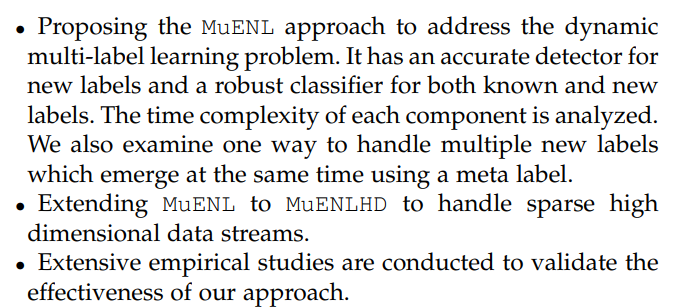 • Proposing the MuENL approach to address the dynamic
multi-label learning problem. It has an accurate detector for
new labels and a robust classifier for both known and new
labels. The time complexity of each component is analyzed.
We also examine one way to handle multiple new labels
which emerge at the same time using a meta label.
• Extending MuENL to MuENLHD to handle sparse high
dimensional data streams.
• Extensive empirical studies are conducted to validate the
effectiveness of our approach.